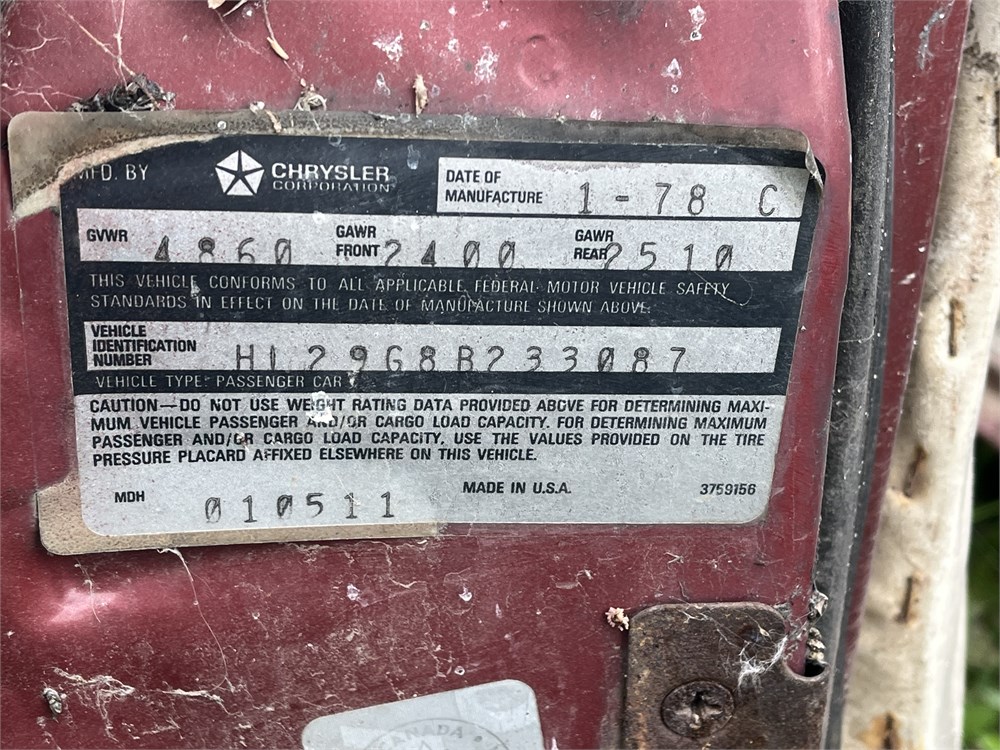 MFD. BY CHRYSLER CORPORATION
DATE OF MANUFACTURE 1-78 C
GVWR 4860 GAWR FRONT 2400 GAWR REAR 2510
THIS VEHICLE CONFORMS TO ALL APPLICABLE FEDERAL MOTOR VEHICLE SAFETY
STANDARDS IN EFFECT ON THE DATE OF MANUFACTURE SHOWN ABOVE.
VEHICLE IDENTIFICATION NUMBER HL29G8B233087
VEHICLE TYPE: PASSENGER CAR
CAUTION—DO NOT USE WEIGHT RATING DATA PROVIDED ABOVE FOR DETERMINING MAXI-
MUM VEHICLE PASSENGER AND/OR CARGO LOAD CAPACITY. FOR DETERMINING MAXIMUM
PASSENGER AND/OR CARGO LOAD CAPACITY, USE THE VALUES PROVIDED ON THE TIRE
PRESSURE PLACARD AFFIXED ELSEWHERE ON THIS VEHICLE.
MDH 010511 MADE IN U.S.A. 3759156
CANADA